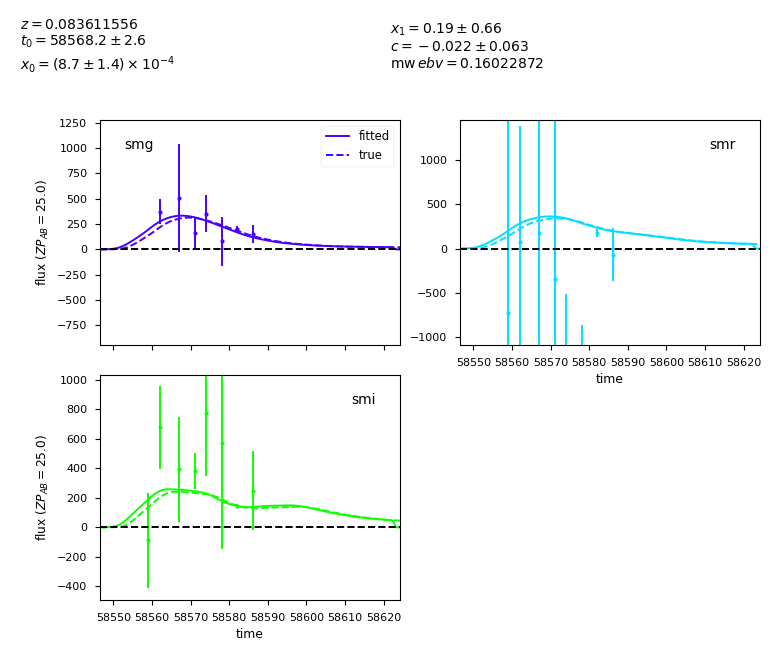 z = 0.083611556
t₀ = 58568.2 ± 2.6
x₀ = (8.7 ± 1.4) × 10⁻⁴
x₁ = 0.19 ± 0.66
c = −0.022 ± 0.063
mwebv = 0.16022872
smg
fitted
true
flux (ZP_AB = 25.0)
1250
1000
750
500
250
0
−250
−500
−750
smr
1000
500
0
−500
−1000
58550 58560 58570 58580 58590 58600 58610 58620
time
smi
flux (ZP_AB = 25.0)
1000
800
600
400
200
0
−200
−400
58550 58560 58570 58580 58590 58600 58610 58620
time